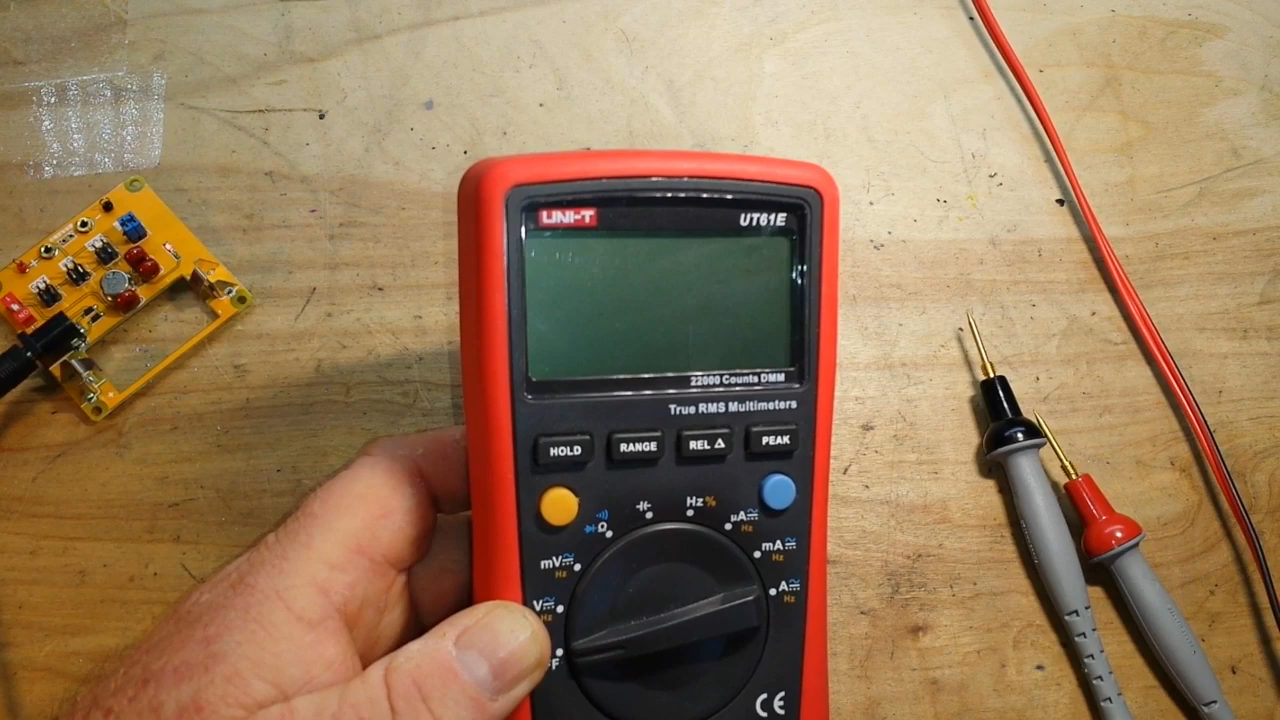 UNI-T UT61E
22000 Counts DMM
True RMS Multimeters
HOLD RANGE REL Δ PEAK
Hz %
µA Hz
mV Hz
mA Hz
V Hz
A Hz
FF
CE